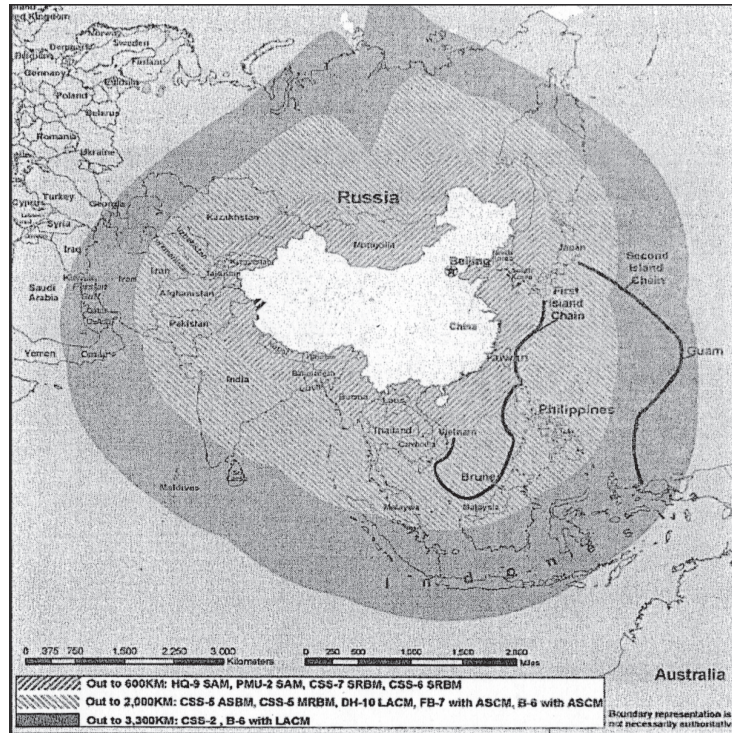 Norway
Sweden
Finland
Denmark
Germany
Poland
Belarus
Ukraine
Romania
Turkey
Georgia
Cyprus
Syria
Iraq
Saudi
Arabia
Yemen
Iran
Persian
Gulf
Russia
Kazakhstan
Mongolia
Iran
Afghanistan
Pakistan
India
Maldives
Beijing
China
Japan
Second
Island
Chain
First
Island
Chain
Taiwan
Guam
Philippines
Burma
Laos
Thailand
Vietnam
Cambodia
Brunei
Malaysia
Malaysia
Indonesia
Australia
0 375 750 1,500 2,250 3,000
Kilometers
0 250 500 1,000 1,500 2,000
Miles
Out to 600KM: HQ-9 SAM, PMU-2 SAM, CSS-7 SRBM, CSS-6 SRBM
Out to 2,000KM: CSS-5 ASBM, CSS-5 MRBM, DH-10 LACM, FB-7 with ASCM, B-6 with ASCM
Out to 3,300KM: CSS-2 , B-6 with LACM
Boundary representation is
not necessarily authoritative